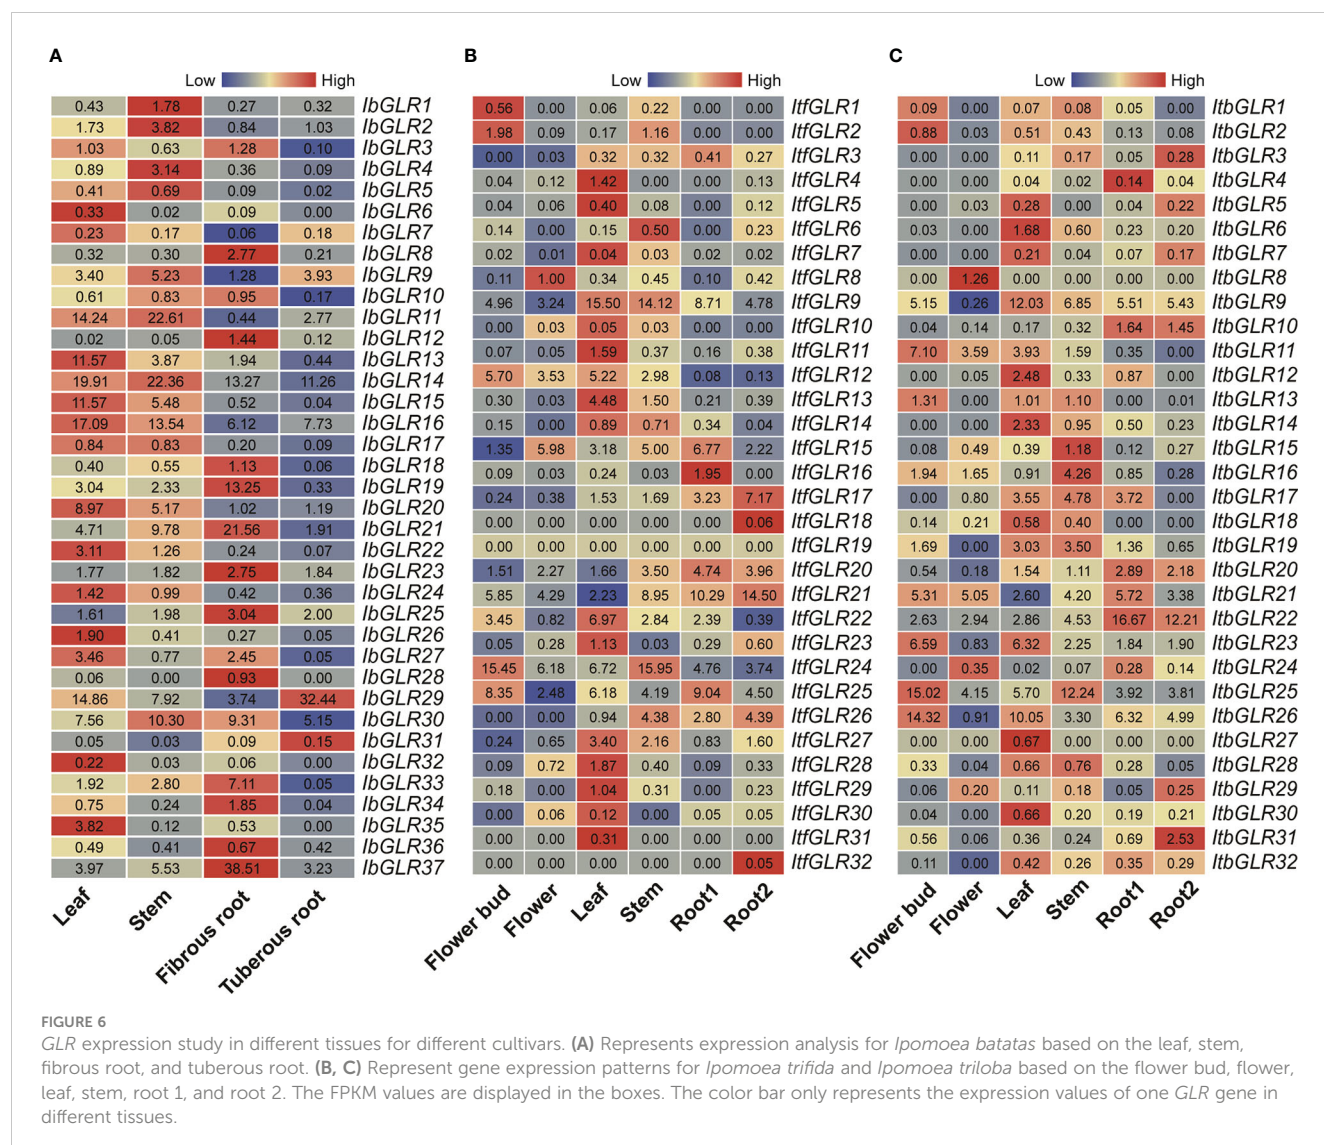 A
Low High
0.43 1.78 0.27 0.32 IbGLR1
1.73 3.82 0.84 1.03 IbGLR2
1.03 0.63 1.28 0.10 IbGLR3
0.89 3.14 0.36 0.09 IbGLR4
0.41 0.69 0.09 0.02 IbGLR5
0.33 0.02 0.09 0.00 IbGLR6
0.23 0.17 0.06 0.18 IbGLR7
0.32 0.30 2.77 0.21 IbGLR8
3.40 5.23 1.28 3.93 IbGLR9
0.61 0.83 0.95 0.17 IbGLR10
14.24 22.61 0.44 2.77 IbGLR11
0.02 0.05 1.44 0.12 IbGLR12
11.57 3.87 1.94 0.44 IbGLR13
19.91 22.36 13.27 11.26 IbGLR14
11.57 5.48 0.52 0.04 IbGLR15
17.09 13.54 6.12 7.73 IbGLR16
0.84 0.83 0.20 0.09 IbGLR17
0.40 0.55 1.13 0.06 IbGLR18
3.04 2.33 13.25 0.33 IbGLR19
8.97 5.17 1.02 1.19 IbGLR20
4.71 9.78 21.56 1.91 IbGLR21
3.11 1.26 0.24 0.07 IbGLR22
1.77 1.82 2.75 1.84 IbGLR23
1.42 0.99 0.42 0.36 IbGLR24
1.61 1.98 3.04 2.00 IbGLR25
1.90 0.41 0.27 0.05 IbGLR26
3.46 0.77 2.45 0.05 IbGLR27
0.06 0.00 0.93 0.00 IbGLR28
14.86 7.92 3.74 32.44 IbGLR29
7.56 10.30 9.31 5.15 IbGLR30
0.05 0.03 0.09 0.15 IbGLR31
0.22 0.03 0.06 0.00 IbGLR32
1.92 2.80 7.11 0.05 IbGLR33
0.75 0.24 1.85 0.04 IbGLR34
3.82 0.12 0.53 0.00 IbGLR35
0.49 0.41 0.67 0.42 IbGLR36
3.97 5.53 38.51 3.23 IbGLR37
Leaf Stem Fibrous root Tuberous root
B
Low High
0.56 0.00 0.06 0.22 0.00 0.00 ItfGLR1
1.98 0.09 0.17 1.16 0.00 0.00 ItfGLR2
0.00 0.03 0.32 0.32 0.41 0.27 ItfGLR3
0.04 0.12 1.42 0.00 0.00 0.13 ItfGLR4
0.04 0.06 0.40 0.08 0.00 0.12 ItfGLR5
0.14 0.00 0.15 0.50 0.00 0.23 ItfGLR6
0.02 0.01 0.04 0.03 0.02 0.02 ItfGLR7
0.11 1.00 0.34 0.45 0.10 0.42 ItfGLR8
4.96 3.24 15.50 14.12 8.71 4.78 ItfGLR9
0.00 0.03 0.05 0.03 0.00 0.00 ItfGLR10
0.07 0.05 1.59 0.37 0.16 0.38 ItfGLR11
5.70 3.53 5.22 2.98 0.08 0.13 ItfGLR12
0.30 0.03 4.48 1.50 0.21 0.39 ItfGLR13
0.15 0.00 0.89 0.71 0.34 0.04 ItfGLR14
1.35 5.98 3.18 5.00 6.77 2.22 ItfGLR15
0.09 0.03 0.24 0.03 1.95 0.00 ItfGLR16
0.24 0.38 1.53 1.69 3.23 7.17 ItfGLR17
0.00 0.00 0.00 0.00 0.00 0.06 ItfGLR18
0.00 0.00 0.00 0.00 0.00 0.00 ItfGLR19
1.51 2.27 1.66 3.50 4.74 3.96 ItfGLR20
5.85 4.29 2.23 8.95 10.29 14.50 ItfGLR21
3.45 0.82 6.97 2.84 2.39 0.39 ItfGLR22
0.05 0.28 1.13 0.03 0.29 0.60 ItfGLR23
15.45 6.18 6.72 15.95 4.76 3.74 ItfGLR24
8.35 2.48 6.18 4.19 9.04 4.50 ItfGLR25
0.00 0.00 0.94 4.38 2.80 4.39 ItfGLR26
0.24 0.65 3.40 2.16 0.83 1.60 ItfGLR27
0.09 0.72 1.87 0.40 0.09 0.33 ItfGLR28
0.18 0.00 1.04 0.31 0.00 0.23 ItfGLR29
0.00 0.06 0.12 0.00 0.05 0.05 ItfGLR30
0.00 0.00 0.31 0.00 0.00 0.00 ItfGLR31
0.00 0.00 0.00 0.00 0.00 0.05 ItfGLR32
Flower bud Flower Leaf Stem Root1 Root2
C
Low High
0.09 0.00 0.07 0.08 0.05 0.00 ItbGLR1
0.88 0.03 0.51 0.43 0.13 0.08 ItbGLR2
0.00 0.00 0.11 0.17 0.05 0.28 ItbGLR3
0.00 0.00 0.04 0.02 0.14 0.04 ItbGLR4
0.00 0.03 0.28 0.00 0.04 0.22 ItbGLR5
0.03 0.00 1.68 0.60 0.23 0.20 ItbGLR6
0.00 0.00 0.21 0.04 0.07 0.17 ItbGLR7
0.00 1.26 0.00 0.00 0.00 0.00 ItbGLR8
5.15 0.26 12.03 6.85 5.51 5.43 ItbGLR9
0.04 0.14 0.17 0.32 1.64 1.45 ItbGLR10
7.10 3.59 3.93 1.59 0.35 0.00 ItbGLR11
0.00 0.05 2.48 0.33 0.87 0.00 ItbGLR12
1.31 0.00 1.01 1.10 0.00 0.01 ItbGLR13
0.00 0.00 2.33 0.95 0.50 0.23 ItbGLR14
0.08 0.49 0.39 1.18 0.12 0.27 ItbGLR15
1.94 1.65 0.91 4.26 0.85 0.28 ItbGLR16
0.00 0.80 3.55 4.78 3.72 0.00 ItbGLR17
0.14 0.21 0.58 0.40 0.00 0.00 ItbGLR18
1.69 0.00 3.03 3.50 1.36 0.65 ItbGLR19
0.54 0.18 1.54 1.11 2.89 2.18 ItbGLR20
5.31 5.05 2.60 4.20 5.72 3.38 ItbGLR21
2.63 2.94 2.86 4.53 16.67 12.21 ItbGLR22
6.59 0.83 6.32 2.25 1.84 1.90 ItbGLR23
0.00 0.35 0.02 0.07 0.28 0.14 ItbGLR24
15.02 4.15 5.70 12.24 3.92 3.81 ItbGLR25
14.32 0.91 10.05 3.30 6.32 4.99 ItbGLR26
0.00 0.00 0.67 0.00 0.00 0.00 ItbGLR27
0.33 0.04 0.66 0.76 0.28 0.05 ItbGLR28
0.06 0.20 0.11 0.18 0.05 0.25 ItbGLR29
0.04 0.00 0.66 0.20 0.19 0.21 ItbGLR30
0.56 0.06 0.36 0.24 0.69 2.53 ItbGLR31
0.11 0.00 0.42 0.26 0.35 0.29 ItbGLR32
Flower bud Flower Leaf Stem Root1 Root2
FIGURE 6
GLR expression study in different tissues for different cultivars. (A) Represents expression analysis for Ipomoea batatas based on the leaf, stem,
fibrous root, and tuberous root. (B, C) Represent gene expression patterns for Ipomoea trifida and Ipomoea triloba based on the flower bud, flower,
leaf, stem, root 1, and root 2. The FPKM values are displayed in the boxes. The color bar only represents the expression values of one GLR gene in
different tissues.